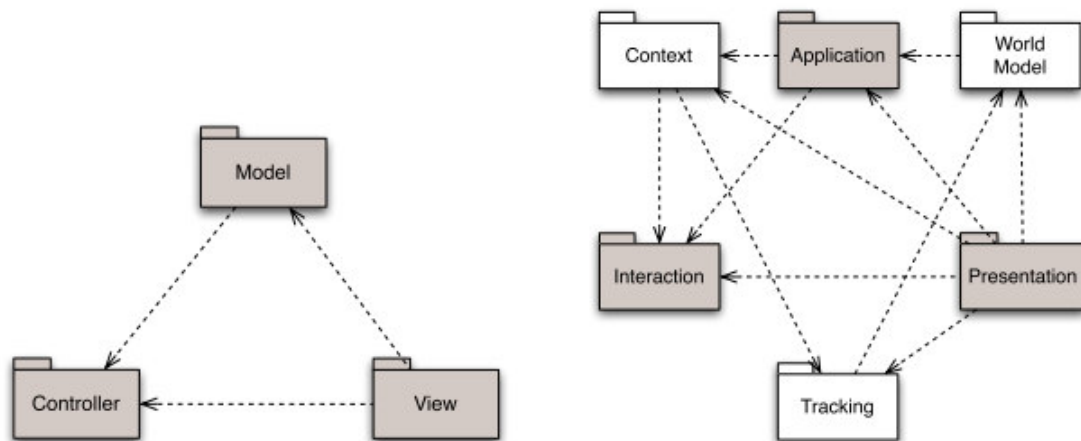 Model
Controller
View
Context
Application
World
Model
Interaction
Presentation
Tracking